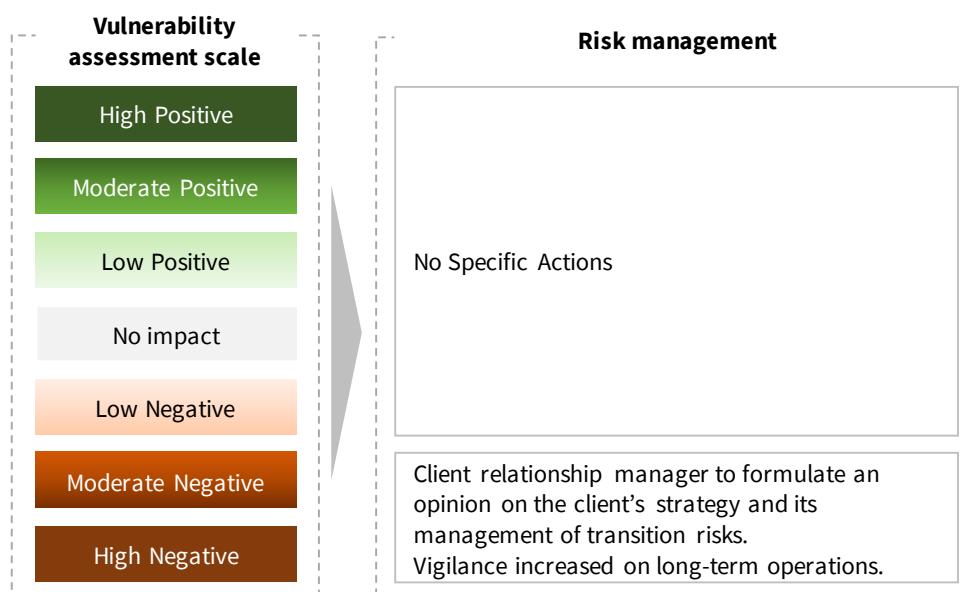 Vulnerability
assessment scale
High Positive
Moderate Positive
Low Positive
No impact
Low Negative
Moderate Negative
High Negative
Risk management
No Specific Actions
Client relationship manager to formulate an
opinion on the client’s strategy and its
management of transition risks.
Vigilance increased on long-term operations.